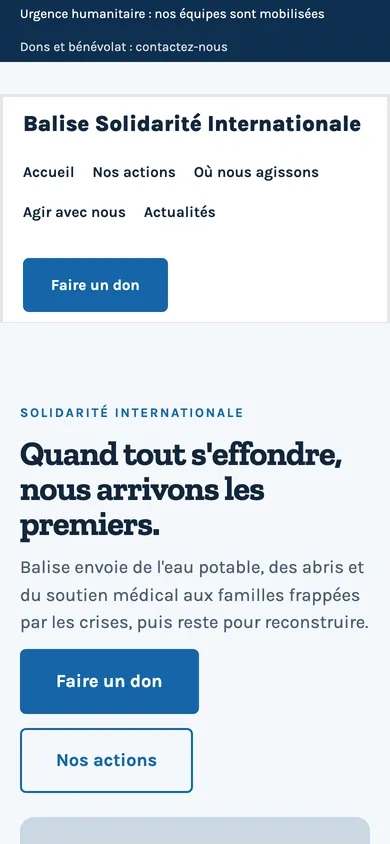 Urgence humanitaire : nos équipes sont mobilisées
Dons et bénévolat : contactez-nous
Balise Solidarité Internationale
Accueil Nos actions Où nous agissons
Agir avec nous Actualités
Faire un don
SOLIDARITÉ INTERNATIONALE
Quand tout s'effondre,
nous arrivons les
premiers.
Balise envoie de l'eau potable, des abris et
du soutien médical aux familles frappées
par les crises, puis reste pour reconstruire.
Faire un don
Nos actions